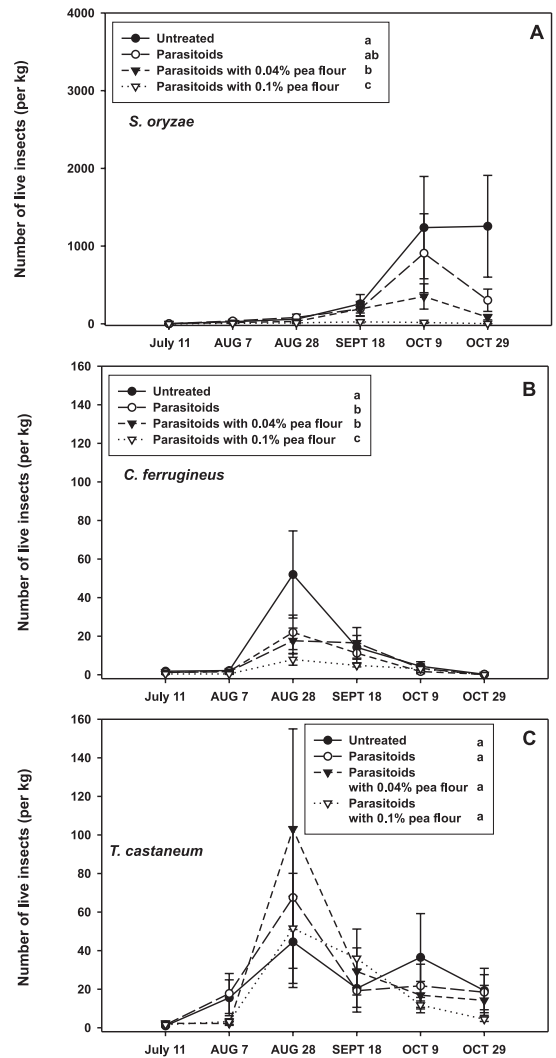 4000
A
Untreated a
Parasitoids ab
Parasitoids with 0.04% pea flour b
Parasitoids with 0.1% pea flour c
3000
S. oryzae
2000
1000
0
Number of live insects (per kg)
July 11 AUG 7 AUG 28 SEPT 18 OCT 9 OCT 29
160
B
Untreated a
Parasitoids b
Parasitoids with 0.04% pea flour b
Parasitoids with 0.1% pea flour c
140
120
100
C. ferrugineus
80
60
40
20
0
Number of live insects (per kg)
July 11 AUG 7 AUG 28 SEPT 18 OCT 9 OCT 29
160
C
Untreated a
Parasitoids a
Parasitoids
with 0.04% pea flour a
Parasitoids
with 0.1% pea flour a
140
120
100
T. castaneum
80
60
40
20
0
Number of live insects (per kg)
July 11 AUG 7 AUG 28 SEPT 18 OCT 9 OCT 29